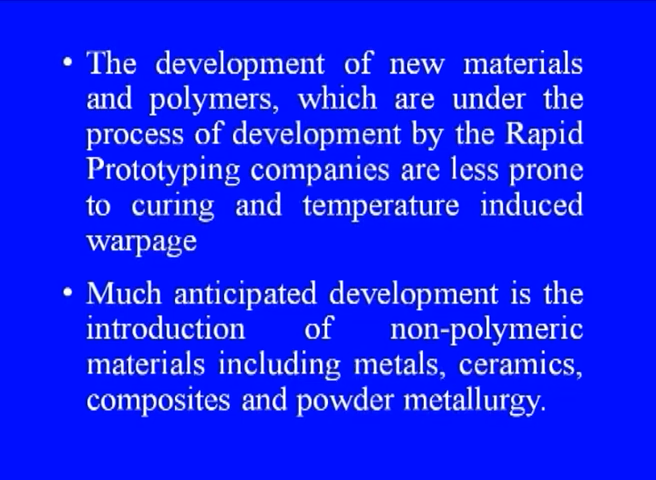 • The development of new materials
and polymers, which are under the
process of development by the Rapid
Prototyping companies are less prone
to curing and temperature induced
warpage
• Much anticipated development is the
introduction of non-polymeric
materials including metals, ceramics,
composites and powder metallurgy.